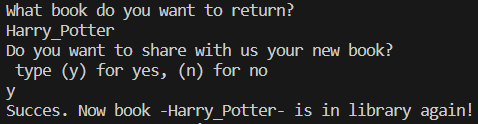 What book do you want to return?
Harry_Potter
Do you want to share with us your new book?
 type (y) for yes, (n) for no
y
Succes. Now book -Harry_Potter- is in library again!